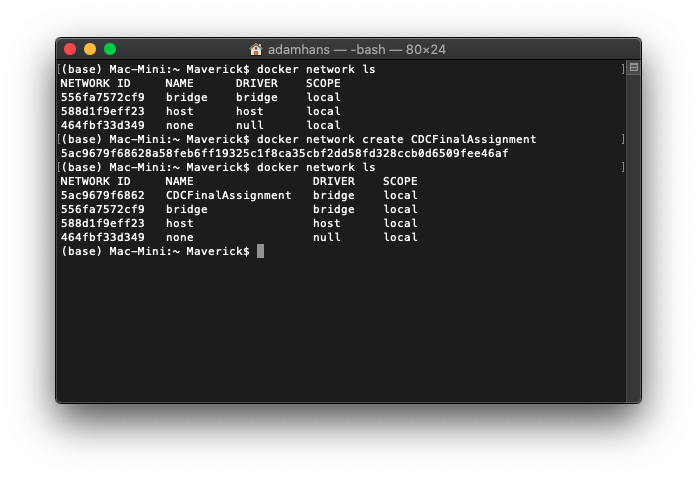 adamhans — -bash — 80×24
[(base) Mac-Mini:~ Maverick$ docker network ls ]
NETWORK ID     NAME      DRIVER    SCOPE
556fa7572cf9   bridge    bridge    local
588d1f9eff23   host      host      local
464fbf33d349   none      null      local
[(base) Mac-Mini:~ Maverick$ docker network create CDCFinalAssignment ]
5ac9679f68628a58feb6ff19325c1f8ca35cbf2dd58fd328ccb0d6509fee46af
[(base) Mac-Mini:~ Maverick$ docker network ls ]
NETWORK ID     NAME                 DRIVER    SCOPE
5ac9679f6862   CDCFinalAssignment   bridge    local
556fa7572cf9   bridge               bridge    local
588d1f9eff23   host                 host      local
464fbf33d349   none                 null      local
(base) Mac-Mini:~ Maverick$